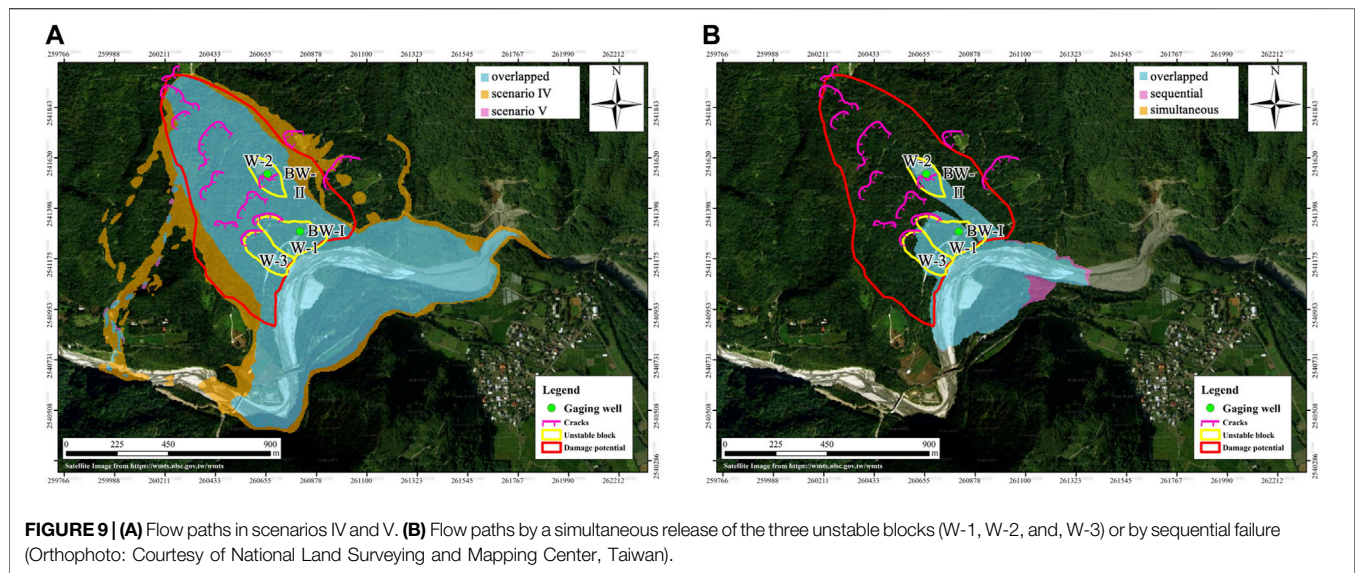 A
259766 259988 260211 260433 260655 260878 261100 261323 261545 261767 261990 262212
overlapped
scenario IV
scenario V
N
2541843
2541620
2541398
2541175
2540953
2540731
2540508
2540286
W-2
BW-
II
BW-I
W-1
W-3
Legend
Gaging well
Cracks
Unstable block
Damage potential
0 225 450 900
m
Satellite Image from https://wmts.nlsc.gov.tw/wmts
259766 259988 260211 260433 260655 260878 261100 261323 261545 261767 261990 262212
B
259766 259988 260211 260433 260655 260878 261100 261323 261545 261767 261990 262212
overlapped
sequential
simultaneous
N
2541843
2541620
2541398
2541175
2540953
2540731
2540508
2540286
W-2
BW-
II
BW-I
W-1
W-3
Legend
Gaging well
Cracks
Unstable block
Damage potential
0 225 450 900
m
Satellite Image from https://wmts.nlsc.gov.tw/wmts
259766 259988 260211 260433 260655 260878 261100 261323 261545 261767 261990 262212
FIGURE 9 | (A) Flow paths in scenarios IV and V. (B) Flow paths by a simultaneous release of the three unstable blocks (W-1, W-2, and, W-3) or by sequential failure
(Orthophoto: Courtesy of National Land Surveying and Mapping Center, Taiwan).